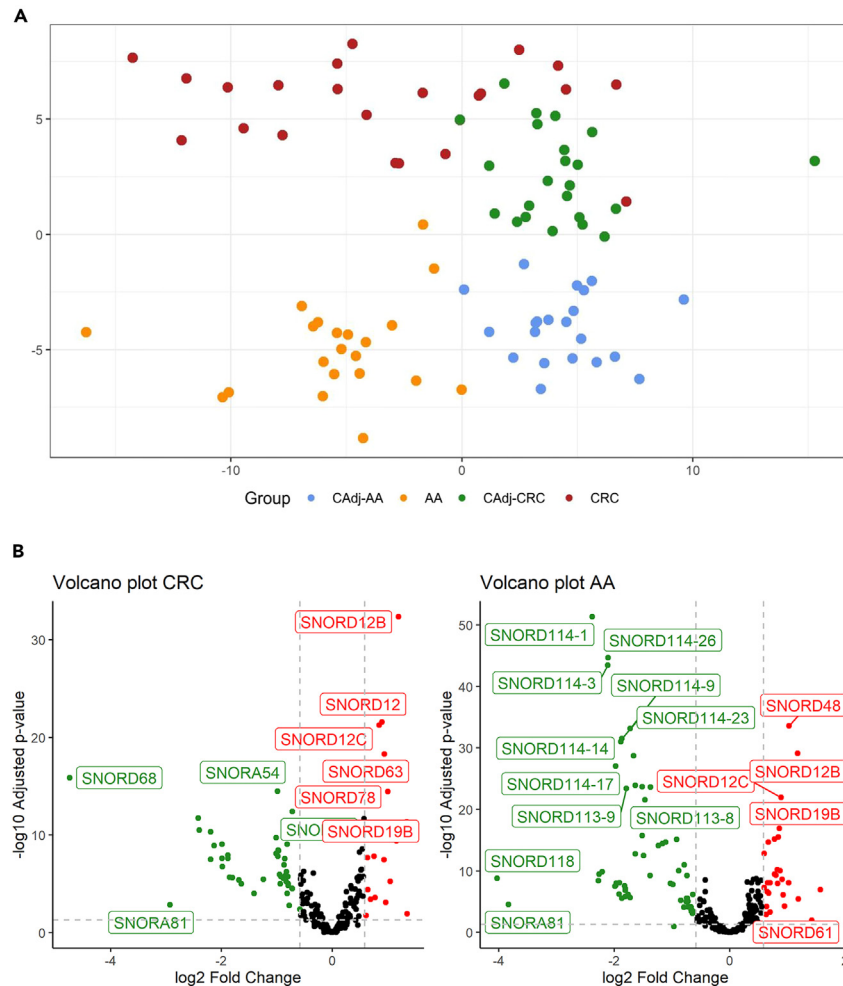 A
5
0
-5
-10
0
10
Group CAdj-AA AA CAdj-CRC CRC
B
Volcano plot CRC
Volcano plot AA
-log10 Adjusted p-value
30
20
10
0
SNORD12B
SNORD12
SNORD12C
SNORD68
SNORA54
SNORD63
SNORD78
SNORD19B
SNORA81
-4
-2
0
log2 Fold Change
-log10 Adjusted p-value
50
40
30
20
10
0
SNORD114-1
SNORD114-26
SNORD114-3
SNORD114-9
SNORD48
SNORD114-23
SNORD114-14
SNORD12B
SNORD114-17
SNORD12C
SNORD113-9
SNORD113-8
SNORD19B
SNORD118
SNORA81
SNORD61
-4
-2
0
2
log2 Fold Change